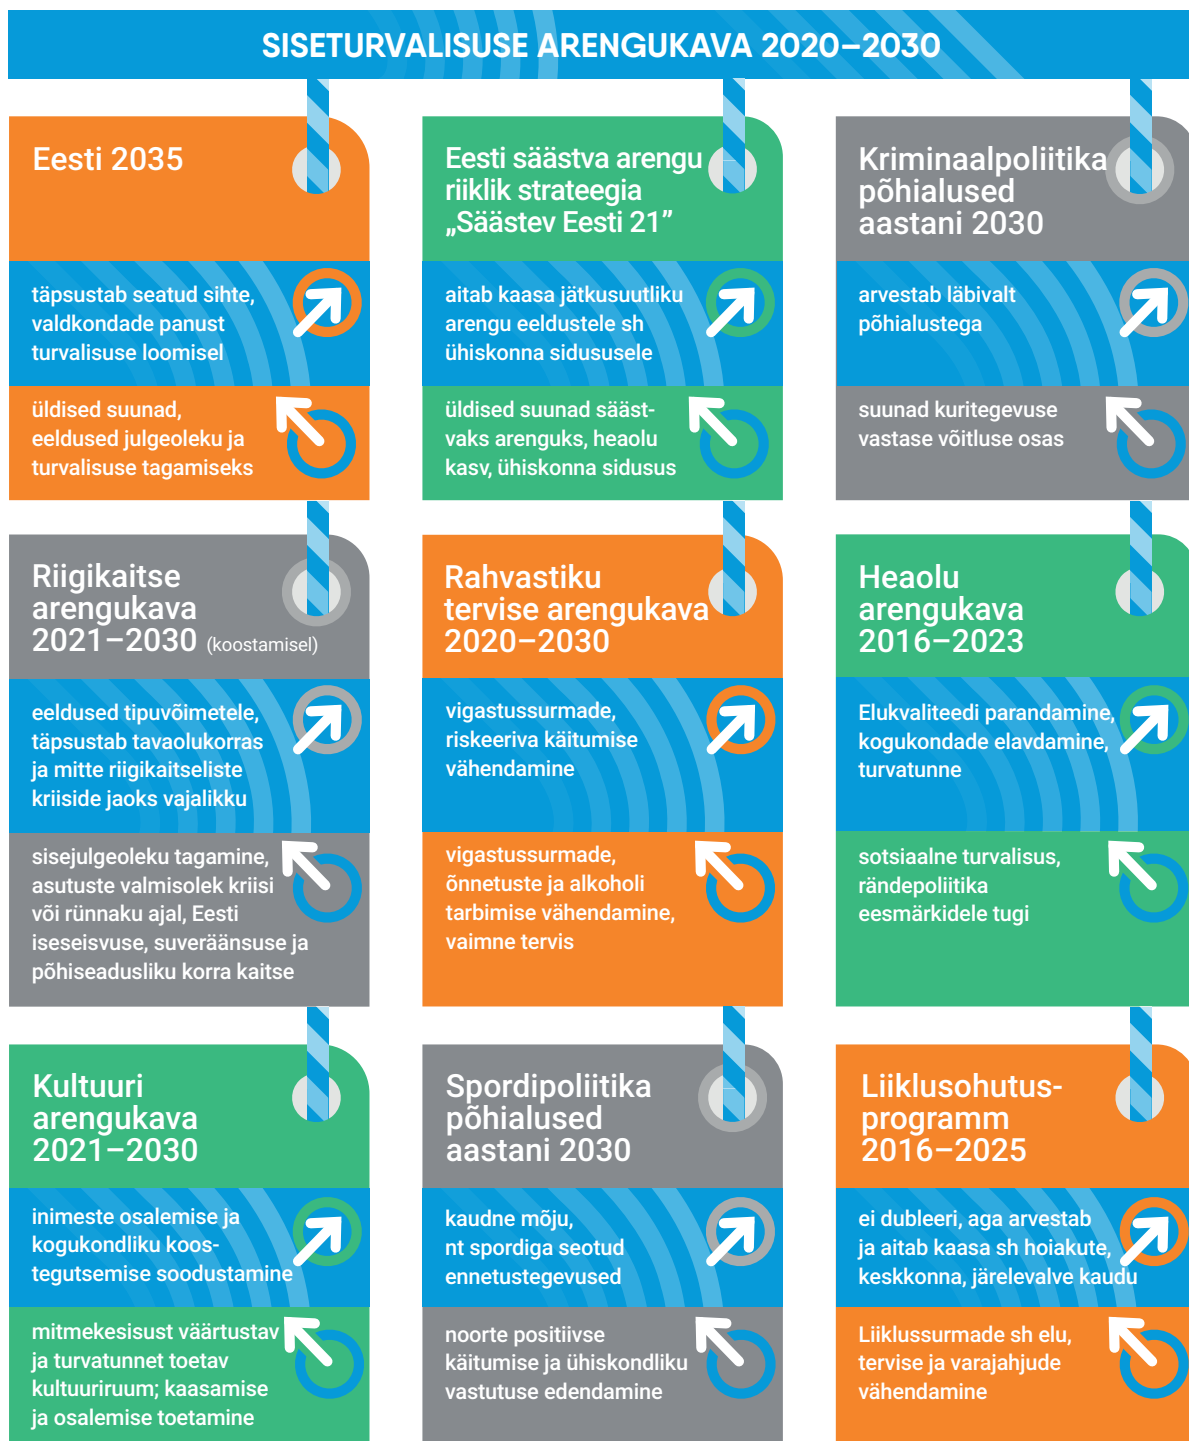 SISETURVALISUSE ARENGUKAVA 2020–2030
Eesti 2035
täpsustab seatud sihte,
valdkondade panust
turvalisuse loomisel
üldised suunad,
eeldused julgeoleku ja
turvalisuse tagamiseks
Eesti säästva arengu
riiklik strateegia
„Säästev Eesti 21”
aitab kaasa jätkusuutliku
arengu eeldustele sh
ühiskonna sidususele
üldised suunad sääst-
vaks arenguks, heaolu
kasv, ühiskonna sidusus
Kriminaalpoliitika
põhialused
aastani 2030
arvestab läbivalt
põhialustega
suunad kuritegevuse
vastase võitluse osas
Riigikaitse
arengukava
2021–2030 (koostamisel)
eeldused tipuvõimetele,
täpsustab tavaolukorras
ja mitte riigikaitseliste
kriiside jaoks vajalikku
sisejulgeoleku tagamine,
asutuste valmisolek kriisi
või rünnaku ajal, Eesti
iseseisvuse, suveräänsuse ja
põhiseadusliku korra kaitse
Rahvastiku
tervise arengukava
2020–2030
vigastussurmade,
riskeeriva käitumise
vähendamine
vigastussurmade,
õnnetuste ja alkoholi
tarbimise vähendamine,
vaimne tervis
Heaolu
arengukava
2016–2023
Elukvaliteedi parandamine,
kogukondade elavdamine,
turvatunne
sotsiaalne turvalisus,
rändepoliitika
eesmärkidele tugi
Kultuuri
arengukava
2021–2030
inimeste osalemise ja
kogukondliku koos-
tegutsemise soodustamine
mitmekesisust väärtustav
ja turvatunnet toetav
kultuuriruum; kaasamise
ja osalemise toetamine
Spordipoliitika
põhialused
aastani 2030
kaudne mõju,
nt spordiga seotud
ennetustegevused
noorte positiivse
käitumise ja ühiskondliku
vastutuse edendamine
Liiklusohutus-
programm
2016–2025
ei dubleeri, aga arvestab
ja aitab kaasa sh hoiakute,
keskkonna, järelevalve kaudu
Liiklussurmade sh elu,
tervise ja varajahjude
vähendamine